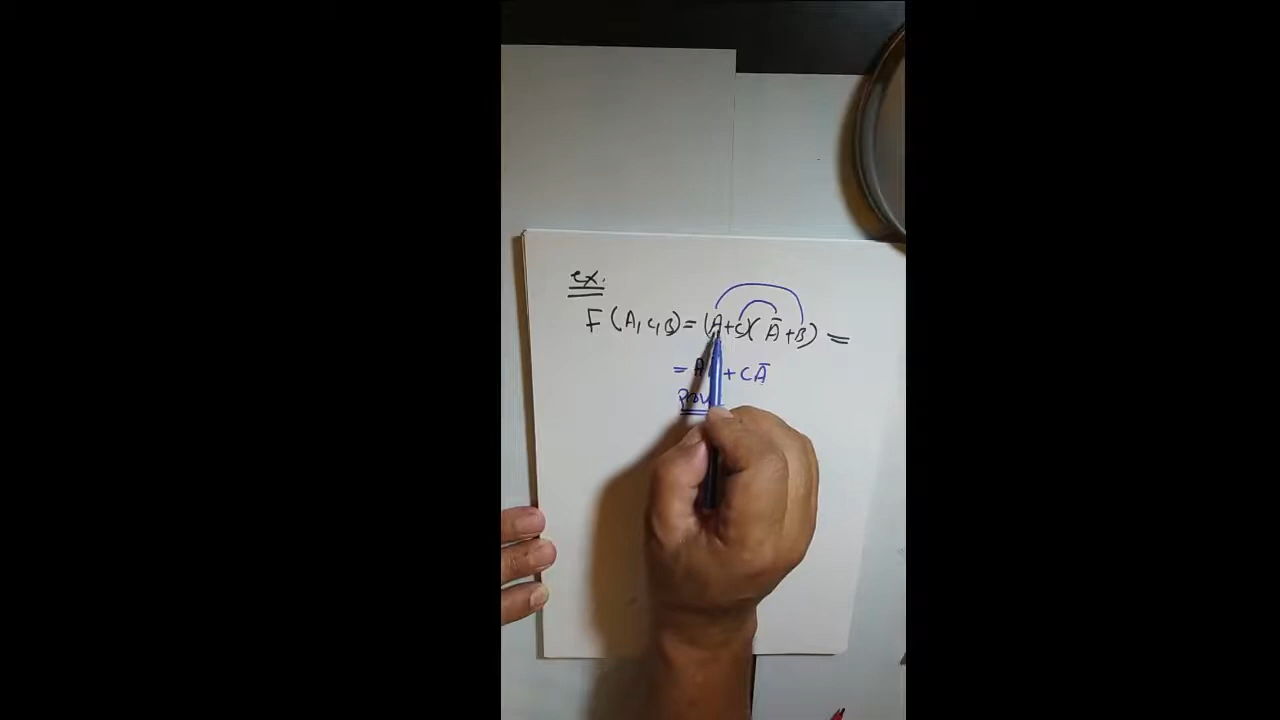 ex.
F(A,C,B)=(A+C)(Ā+B) =
= A + CĀ